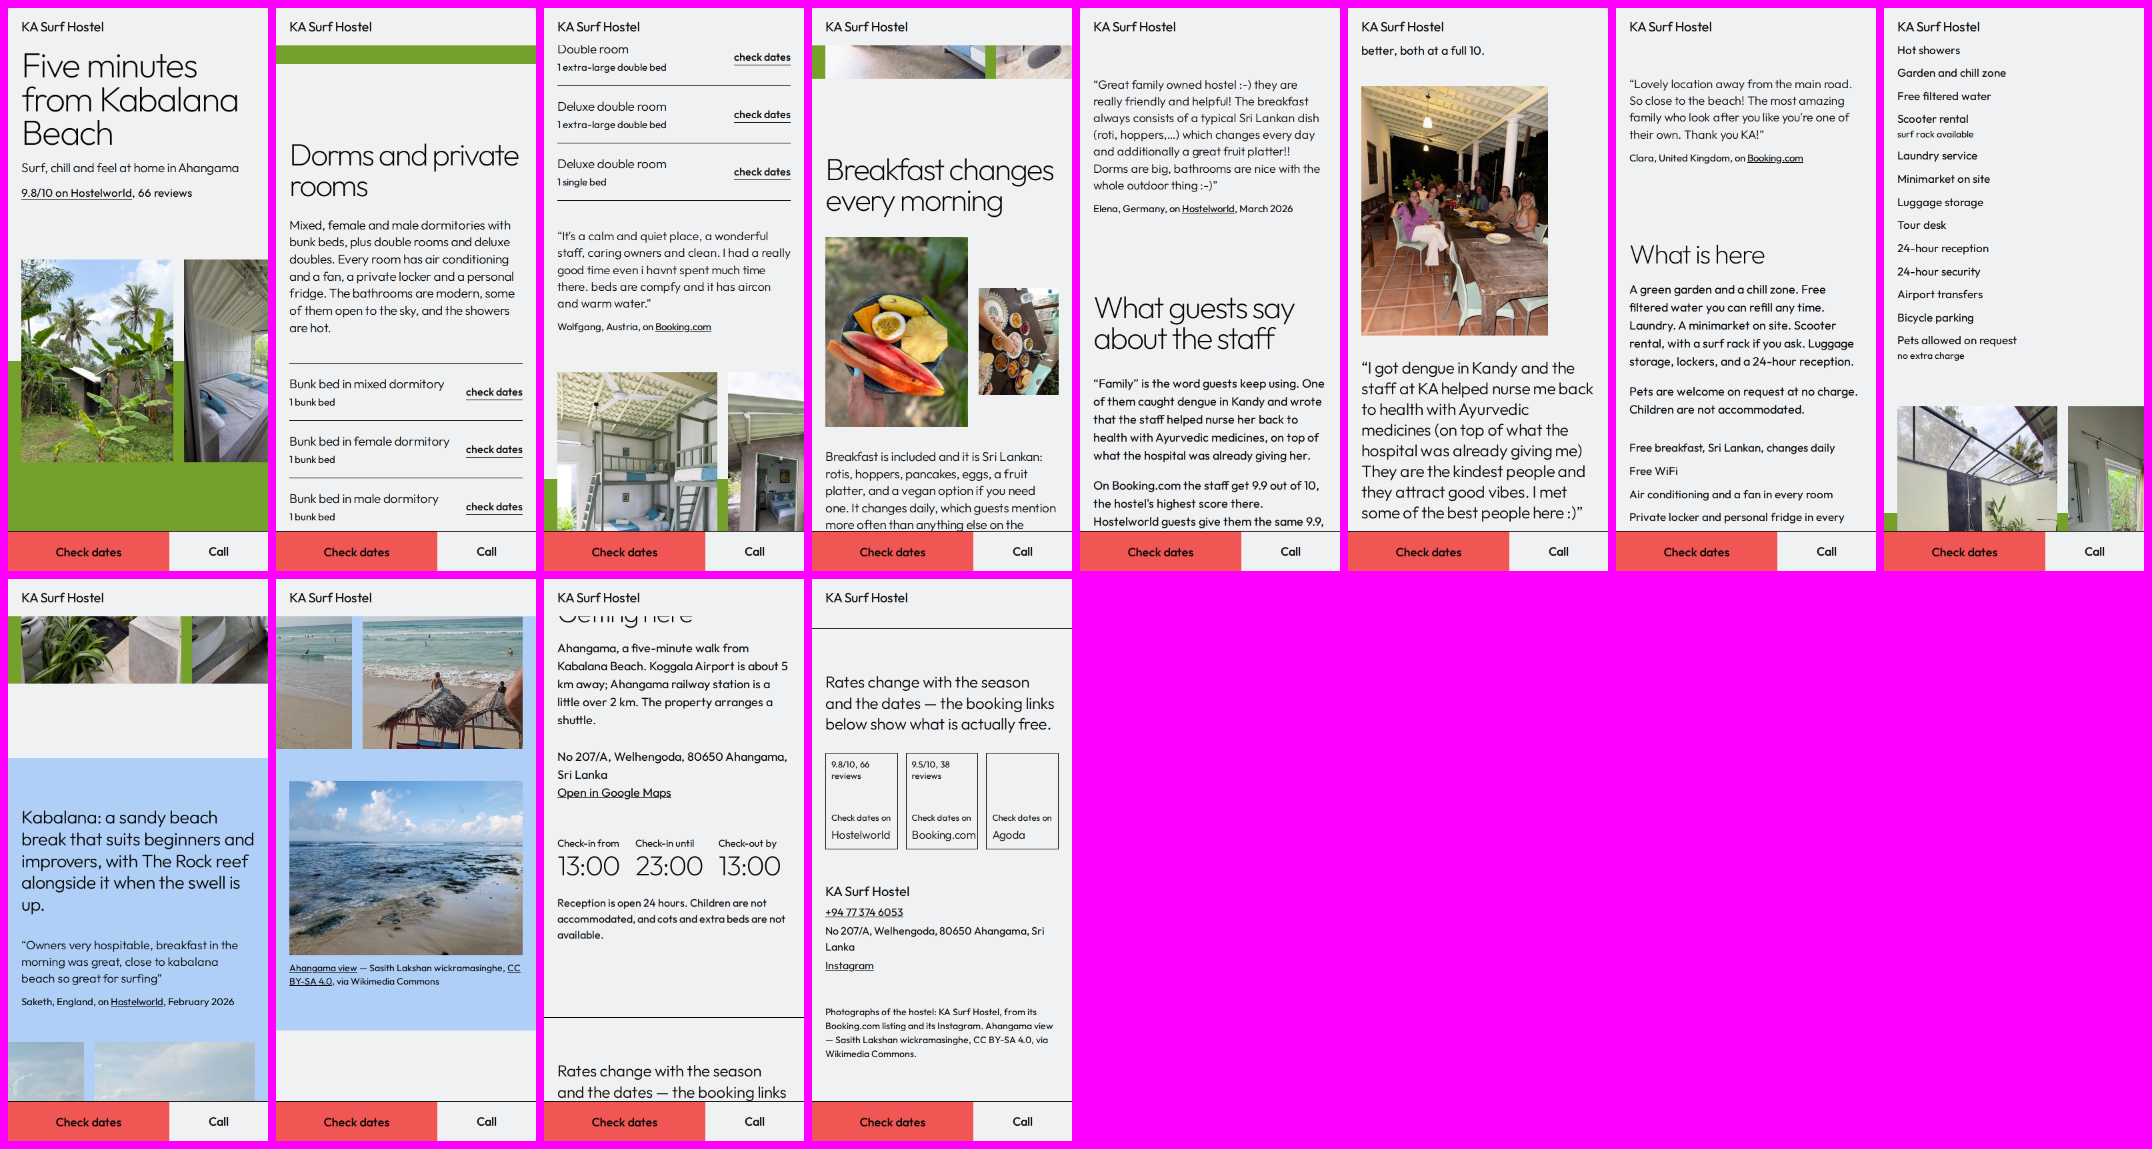 KA Surf Hostel
Five minutes
from Kabalana
Beach
Surf, chill and feel at home in Ahangama
9.8/10 on Hostelworld, 66 reviews
Check dates
Call
KA Surf Hostel
Dorms and private
rooms
Mixed, female and male dormitories with
bunk beds, plus double rooms and deluxe
doubles. Every room has air conditioning
and a fan, a private locker and a personal
fridge. The bathrooms are modern, some
of them open to the sky, and the showers
are hot.
Bunk bed in mixed dormitory
1 bunk bed
check dates
Bunk bed in female dormitory
1 bunk bed
check dates
Bunk bed in male dormitory
1 bunk bed
check dates
Check dates
Call
KA Surf Hostel
Double room
1 extra-large double bed
check dates
Deluxe double room
1 extra-large double bed
check dates
Deluxe double room
1 single bed
check dates
“It's a calm and quiet place, a wonderful
staff, caring owners and clean. I had a really
good time even i havnt spent much time
there. beds are compfy and it has aircon
and warm water.”
Wolfgang, Austria, on Booking.com
Check dates
Call
KA Surf Hostel
Breakfast changes
every morning
Breakfast is included and it is Sri Lankan:
rotis, hoppers, pancakes, eggs, a fruit
platter, and a vegan option if you need
one. It changes daily, which guests mention
more often than anything else on the
Check dates
Call
KA Surf Hostel
“Great family owned hostel :-) they are
really friendly and helpful! The breakfast
always consists of a typical Sri Lankan dish
(roti, hoppers,...) which changes every day
and additionally a great fruit platter!!
Dorms are big, bathrooms are nice with the
whole outdoor thing :-)”
Elena, Germany, on Hostelworld, March 2026
What guests say
about the staff
“Family” is the word guests keep using. One
of them caught dengue in Kandy and wrote
that the staff helped nurse her back to
health with Ayurvedic medicines, on top of
what the hospital was already giving her.
On Booking.com the staff get 9.9 out of 10,
the hostel's highest score there.
Hostelworld guests give them the same 9.9,
Check dates
Call
KA Surf Hostel
better, both at a full 10.
“I got dengue in Kandy and the
staff at KA helped nurse me back
to health with Ayurvedic
medicines (on top of what the
hospital was already giving me)
They are the kindest people and
they attract good vibes. I met
some of the best people here :)”
Check dates
Call
KA Surf Hostel
“Lovely location away from the main road.
So close to the beach! The most amazing
family who look after you like you're one of
their own. Thank you KA!”
Clara, United Kingdom, on Booking.com
What is here
A green garden and a chill zone. Free
filtered water you can refill any time.
Laundry. A minimarket on site. Scooter
rental, with a surf rack if you ask. Luggage
storage, lockers, and a 24-hour reception.
Pets are welcome on request at no charge.
Children are not accommodated.
Free breakfast, Sri Lankan, changes daily
Free WiFi
Air conditioning and a fan in every room
Private locker and personal fridge in every
Check dates
Call
KA Surf Hostel
Hot showers
Garden and chill zone
Free filtered water
Scooter rental
surf rack available
Laundry service
Minimarket on site
Luggage storage
Tour desk
24-hour reception
24-hour security
Airport transfers
Bicycle parking
Pets allowed on request
no extra charge
Check dates
Call
KA Surf Hostel
Kabalana: a sandy beach
break that suits beginners and
improvers, with The Rock reef
alongside it when the swell is
up.
“Owners very hospitable, breakfast in the
morning was great, close to kabalana
beach so great for surfing”
Saketh, England, on Hostelworld, February 2026
Check dates
Call
KA Surf Hostel
Ahangama view — Sasith Lakshan wickramasinghe, CC
BY-SA 4.0, via Wikimedia Commons
Check dates
Call
KA Surf Hostel
Getting here
Ahangama, a five-minute walk from
Kabalana Beach. Koggala Airport is about 5
km away; Ahangama railway station is a
little over 2 km. The property arranges a
shuttle.
No 207/A, Welhengoda, 80650 Ahangama,
Sri Lanka
Open in Google Maps
Check-in from
13:00
Check-in until
23:00
Check-out by
13:00
Reception is open 24 hours. Children are not
accommodated, and cots and extra beds are not
available.
Rates change with the season
and the dates — the booking links
Check dates
Call
KA Surf Hostel
Rates change with the season
and the dates — the booking links
below show what is actually free.
9.8/10, 66
reviews
Check dates on
Hostelworld
9.5/10, 38
reviews
Check dates on
Booking.com
Check dates on
Agoda
KA Surf Hostel
+94 77 374 6053
No 207/A, Welhengoda, 80650 Ahangama, Sri
Lanka
Instagram
Photographs of the hostel: KA Surf Hostel, from its
Booking.com listing and its Instagram. Ahangama view
— Sasith Lakshan wickramasinghe, CC BY-SA 4.0, via
Wikimedia Commons.
Check dates
Call